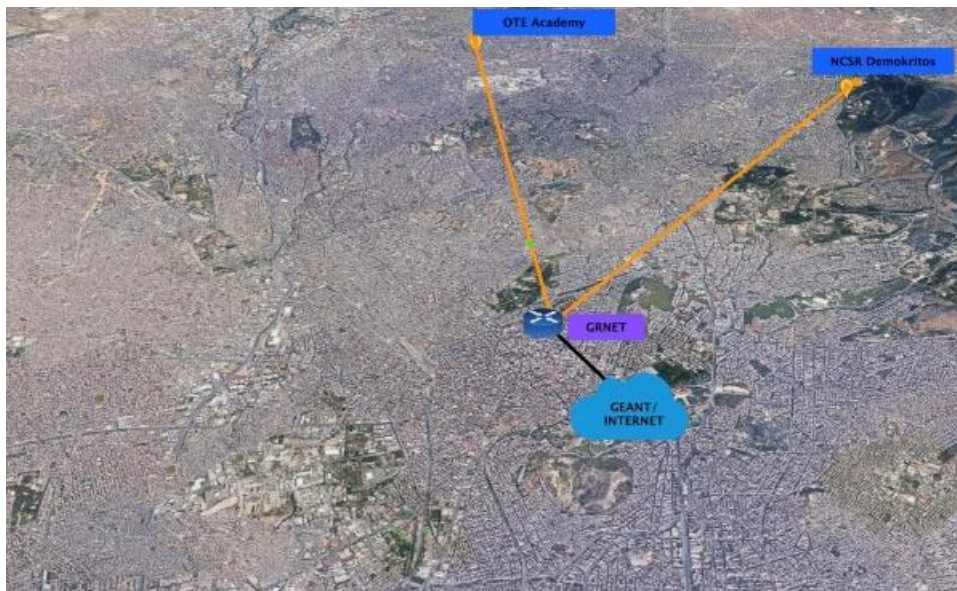 OTE Academy
NCSR Demokritos
GRNET
GEANT/
INTERNET